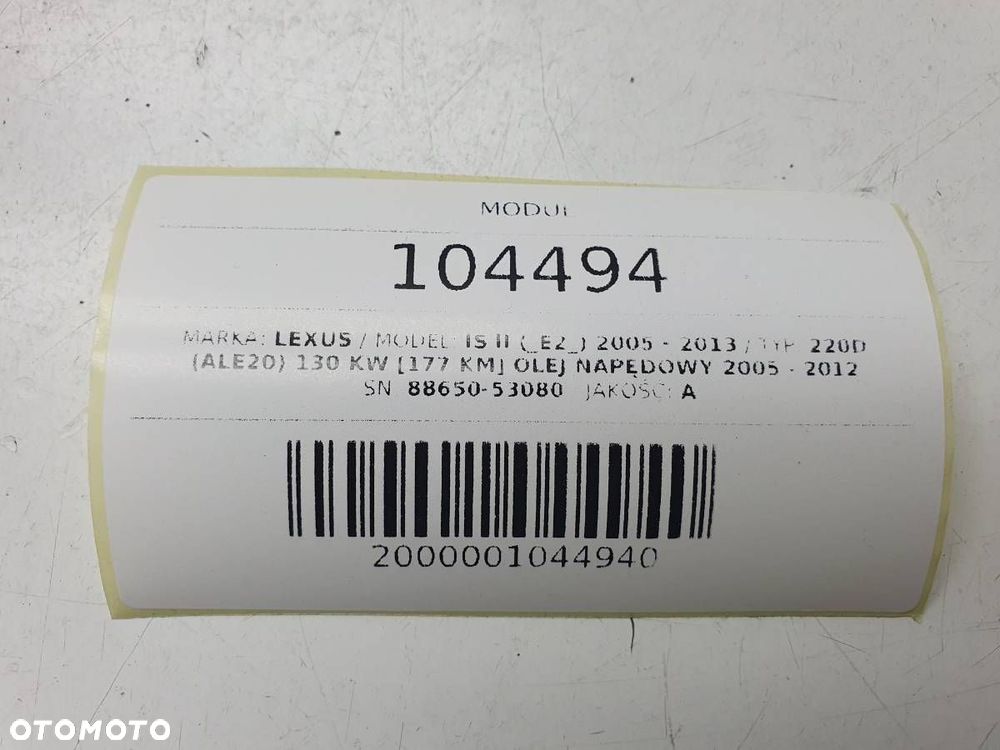 MODUŁ
104494
MARKA: LEXUS / MODEL: IS II (_E2_) 2005 - 2013 / TYP: 220D
(ALE20) 130 KW [177 KM] OLEJ NAPĘDOWY 2005 - 2012
SN: 88650-53080 JAKOŚĆ: A
2000001044940
OTOMOTO